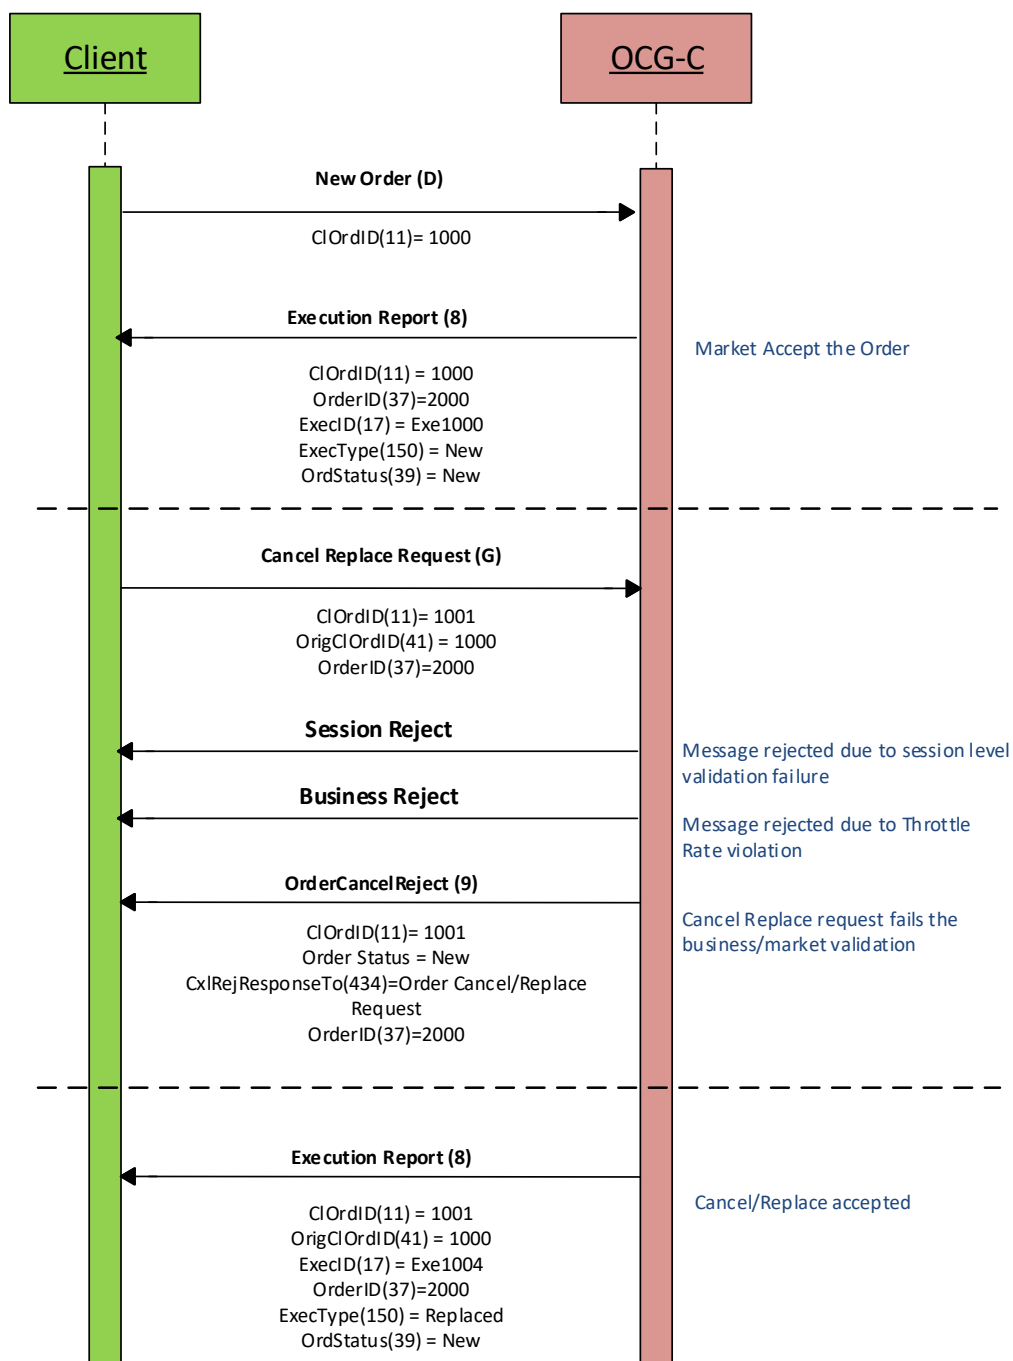 Client
OCG-C
New Order (D)
ClOrdID(11)= 1000
Execution Report (8)
Market Accept the Order
ClOrdID(11) = 1000
OrderID(37)=2000
ExecID(17) = Exe1000
ExecType(150) = New
OrdStatus(39) = New
Cancel Replace Request (G)
ClOrdID(11)= 1001
OrigClOrdID(41) = 1000
OrderID(37)=2000
Session Reject
Message rejected due to session level
validation failure
Business Reject
Message rejected due to Throttle
Rate violation
OrderCancelReject (9)
Cancel Replace request fails the
business/market validation
ClOrdID(11)= 1001
Order Status = New
CxlRejResponseTo(434)=Order Cancel/Replace
Request
OrderID(37)=2000
Execution Report (8)
Cancel/Replace accepted
ClOrdID(11) = 1001
OrigClOrdID(41) = 1000
ExecID(17) = Exe1004
OrderID(37)=2000
ExecType(150) = Replaced
OrdStatus(39) = New